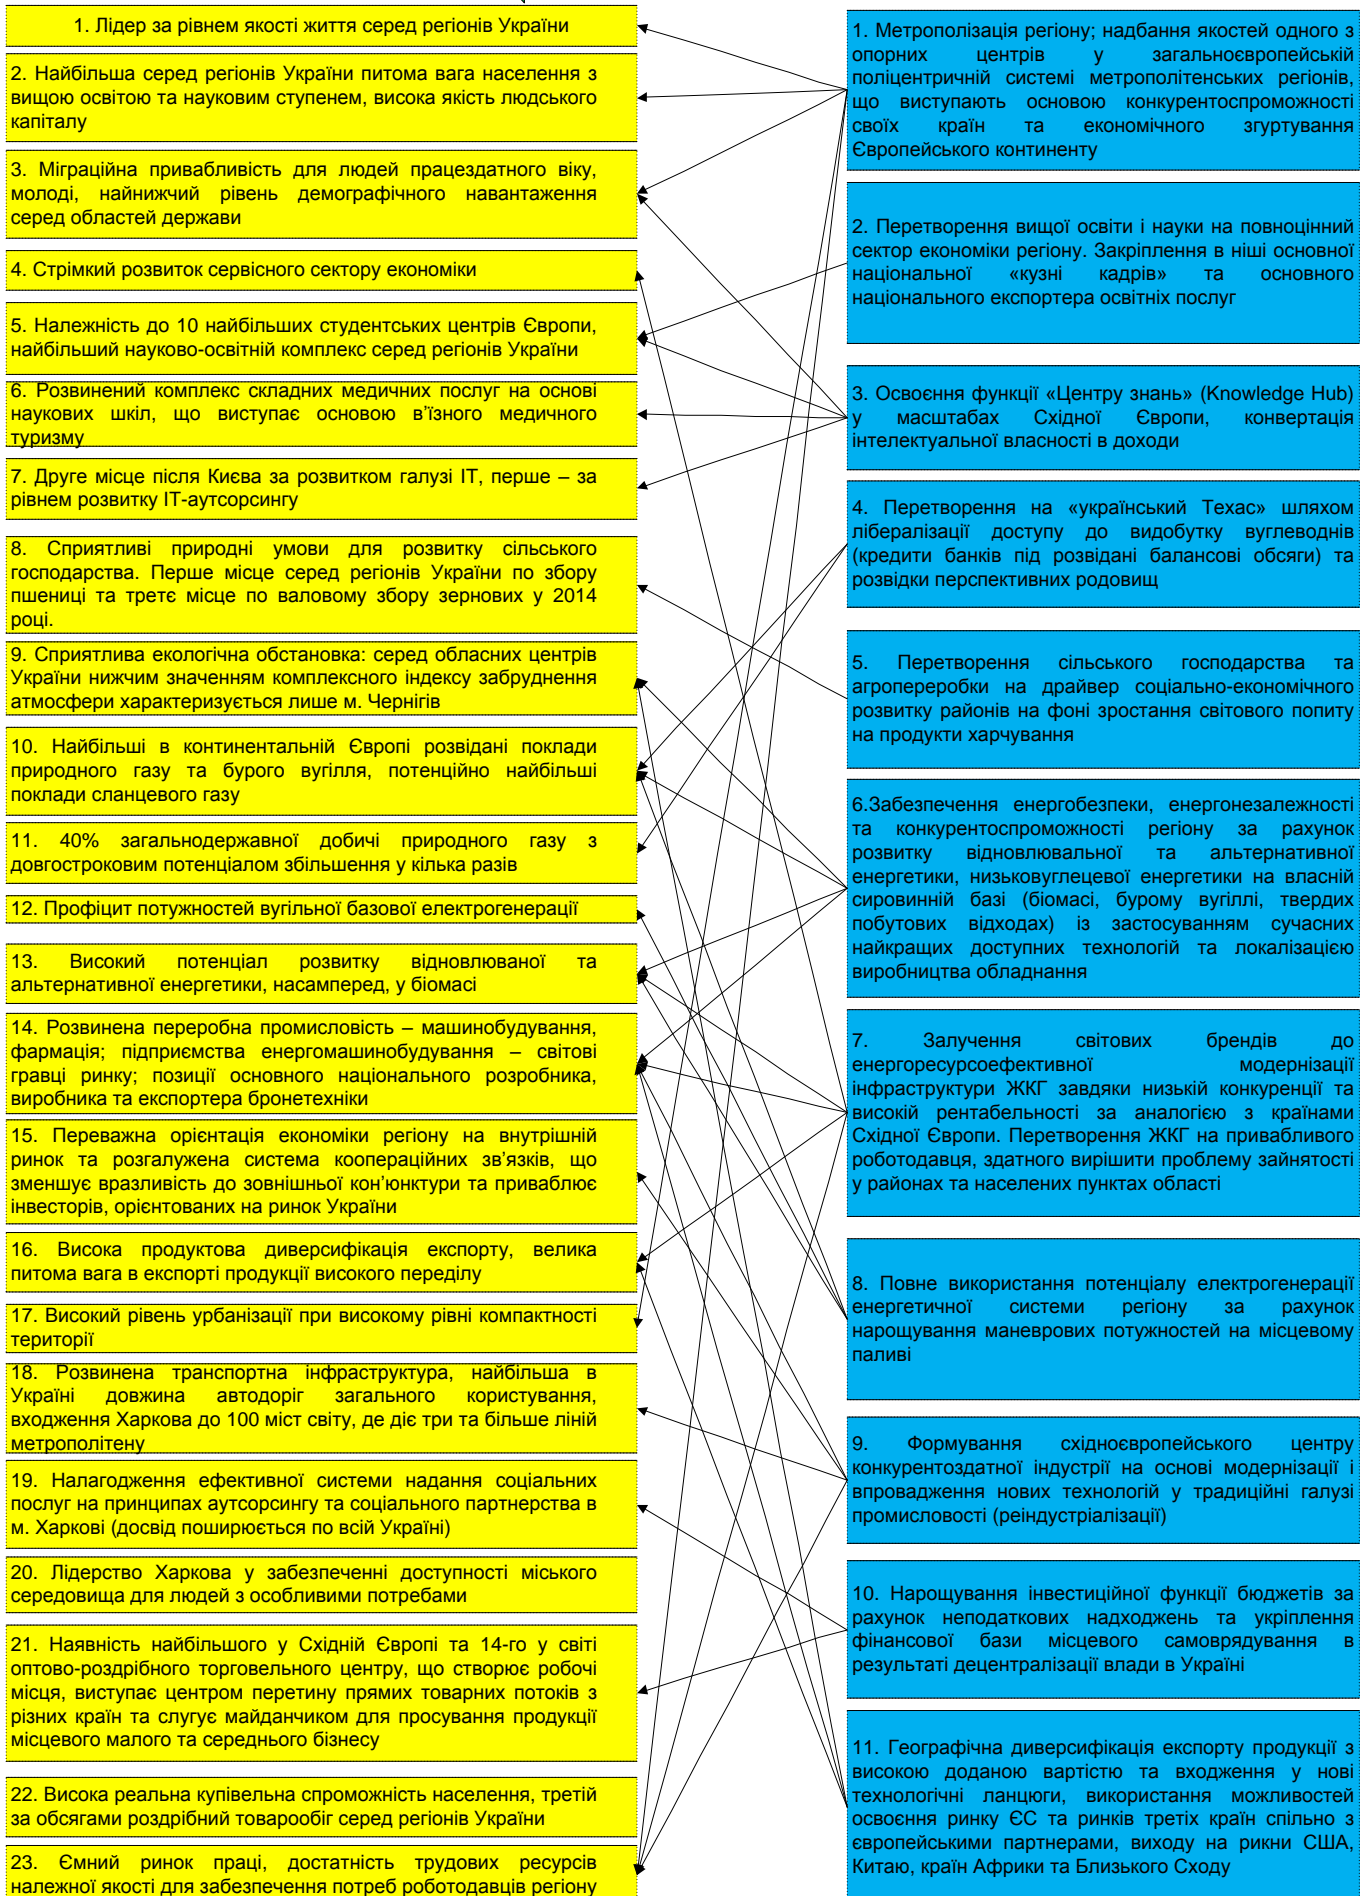 1. Лідер за рівнем якості життя серед регіонів України
2. Найбільша серед регіонів України питома вага населення з
вищою освітою та науковим ступенем, висока якість людського
капіталу
3. Міграційна привабливість для людей працездатного віку,
молоді, найнижчий рівень демографічного навантаження
серед областей держави
4. Стрімкий розвиток сервісного сектору економіки
5. Належність до 10 найбільших студентських центрів Європи,
найбільший науково-освітній комплекс серед регіонів України
6. Розвинений комплекс складних медичних послуг на основі
наукових шкіл, що виступає основою в’їзного медичного
туризму
7. Друге місце після Києва за розвитком галузі ІТ, перше – за
рівнем розвитку ІТ-аутсорсингу
8. Сприятливі природні умови для розвитку сільського
господарства. Перше місце серед регіонів України по збору
пшениці та третє місце по валовому збору зернових у 2014
році.
9. Сприятлива екологічна обстановка: серед обласних центрів
України нижчим значенням комплексного індексу забруднення
атмосфери характеризується лише м. Чернігів
10. Найбільші в континентальній Європі розвідані поклади
природного газу та бурого вугілля, потенційно найбільші
поклади сланцевого газу
11. 40% загальнодержавної добичі природного газу з
довгостроковим потенціалом збільшення у кілька разів
12. Профіцит потужностей вугільної базової електрогенерації
13. Високий потенціал розвитку відновлюваної та
альтернативної енергетики, насамперед, у біомасі
14. Розвинена переробна промисловість – машинобудування,
фармація; підприємства енергомашинобудування – світові
гравці ринку; позиції основного національного розробника,
виробника та експортера бронетехніки
15. Переважна орієнтація економіки регіону на внутрішній
ринок та розгалужена система коопераційних зв’язків, що
зменшує вразливість до зовнішньої кон’юнктури та приваблює
інвесторів, орієнтованих на ринок України
16. Висока продуктова диверсифікація експорту, велика
питома вага в експорті продукції високого переділу
17. Високий рівень урбанізації при високому рівні компактності
території
18. Розвинена транспортна інфраструктура, найбільша в
Україні довжина автодоріг загального користування,
входження Харкова до 100 міст світу, де діє три та більше ліній
метрополітену
19. Налагодження ефективної системи надання соціальних
послуг на принципах аутсорсингу та соціального партнерства в
м. Харкові (досвід поширюється по всій Україні)
20. Лідерство Харкова у забезпеченні доступності міського
середовища для людей з особливими потребами
21. Наявність найбільшого у Східній Європі та 14-го у світі
оптово-роздрібного торговельного центру, що створює робочі
місця, виступає центром перетину прямих товарних потоків з
різних країн та слугує майданчиком для просування продукції
місцевого малого та середнього бізнесу
22. Висока реальна купівельна спроможність населення, третій
за обсягами роздрібний товарообіг серед регіонів України
23. Ємний ринок праці, достатність трудових ресурсів
належної якості для забезпечення потреб роботодавців регіону
1. Метрополізація регіону; надбання якостей одного з
опорних центрів у загальноєвропейській
поліцентричній системі метрополітенських регіонів,
що виступають основою конкурентоспроможності
своїх країн та економічного згуртування
Європейського континенту
2. Перетворення вищої освіти і науки на повноцінний
сектор економіки регіону. Закріплення в ніші основної
національної «кузні кадрів» та основного
національного експортера освітніх послуг
3. Освоєння функції «Центру знань» (Knowledge Hub)
у масштабах Східної Європи, конвертація
інтелектуальної власності в доходи
4. Перетворення на «український Техас» шляхом
лібералізації доступу до видобутку вуглеводнів
(кредити банків під розвідані балансові обсяги) та
розвідки перспективних родовищ
5. Перетворення сільського господарства та
агропереробки на драйвер соціально-економічного
розвитку районів на фоні зростання світового попиту
на продукти харчування
6.Забезпечення енергобезпеки, енергонезалежності
та конкурентоспроможності регіону за рахунок
розвитку відновлювальної та альтернативної
енергетики, низьковуглецевої енергетики на власній
сировинній базі (біомасі, бурому вугіллі, твердих
побутових відходах) із застосуванням сучасних
найкращих доступних технологій та локалізацією
виробництва обладнання
7. Залучення світових брендів до
енергоресурсоефективної модернізації
інфраструктури ЖКГ завдяки низькій конкуренції та
високій рентабельності за аналогією з країнами
Східної Європи. Перетворення ЖКГ на привабливого
роботодавця, здатного вирішити проблему зайнятості
у районах та населених пунктах області
8. Повне використання потенціалу електрогенерації
енергетичної системи регіону за рахунок
нарощування маневрових потужностей на місцевому
паливі
9. Формування східноєвропейського центру
конкурентоздатної індустрії на основі модернізації і
впровадження нових технологій у традиційні галузі
промисловості (реіндустріалізації)
10. Нарощування інвестиційної функції бюджетів за
рахунок неподаткових надходжень та укріплення
фінансової бази місцевого самоврядування в
результаті децентралізації влади в Україні
11. Географічна диверсифікація експорту продукції з
високою доданою вартістю та входження у нові
технологічні ланцюги, використання можливостей
освоєння ринку ЄС та ринків третіх країн спільно з
європейськими партнерами, виходу на рикни США,
Китаю, країн Африки та Близького Сходу